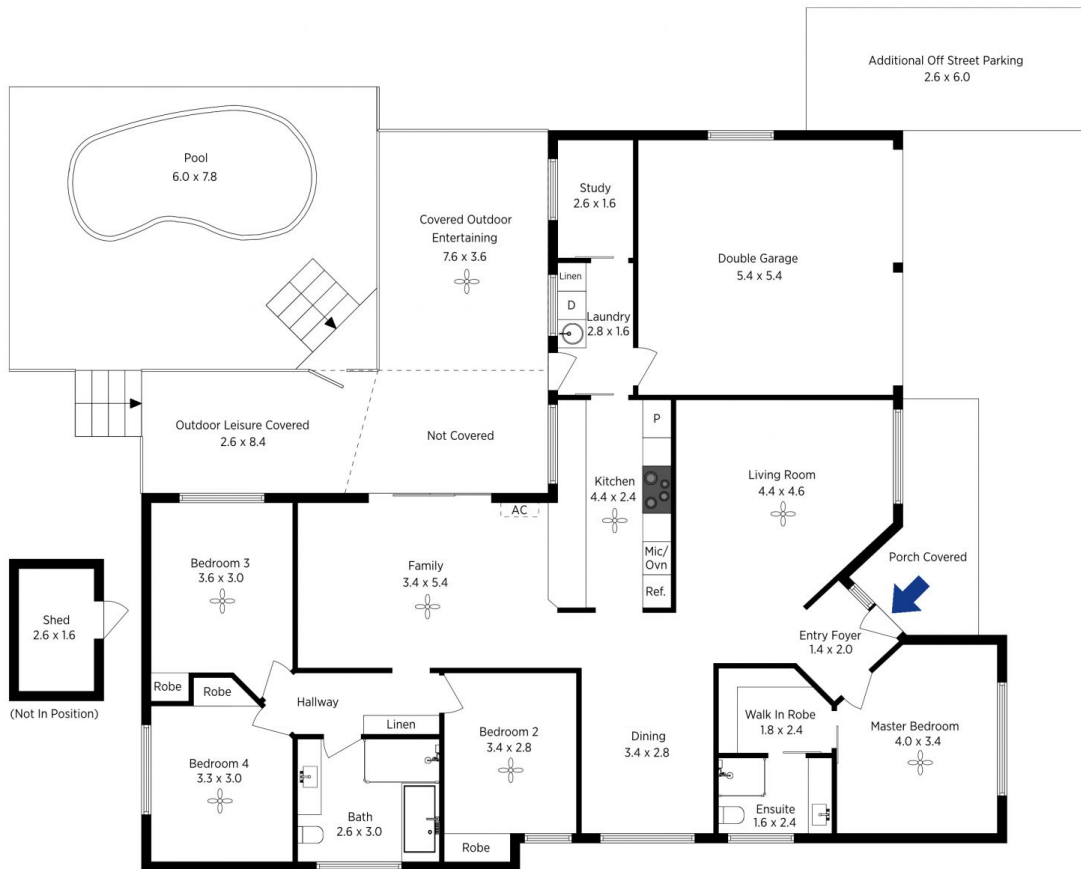 Additional Off Street Parking
2.6 x 6.0
Pool
6.0 x 7.8
Study
2.6 x 1.6
Covered Outdoor
Entertaining
7.6 x 3.6
Double Garage
5.4 x 5.4
Linen
D
Laundry
2.8 x 1.6
Outdoor Leisure Covered
2.6 x 8.4
Not Covered
P
Kitchen
4.4 x 2.4
Living Room
4.4 x 4.6
AC
Mic/
Ovn
Ref.
Porch Covered
Bedroom 3
3.6 x 3.0
Family
3.4 x 5.4
Shed
2.6 x 1.6
(Not In Position)
Entry Foyer
1.4 x 2.0
Robe
Robe
Hallway
Linen
Walk In Robe
1.8 x 2.4
Master Bedroom
4.0 x 3.4
Bedroom 2
3.4 x 2.8
Dining
3.4 x 2.8
Bedroom 4
3.3 x 3.0
Bath
2.6 x 3.0
Ensuite
1.6 x 2.4
Robe